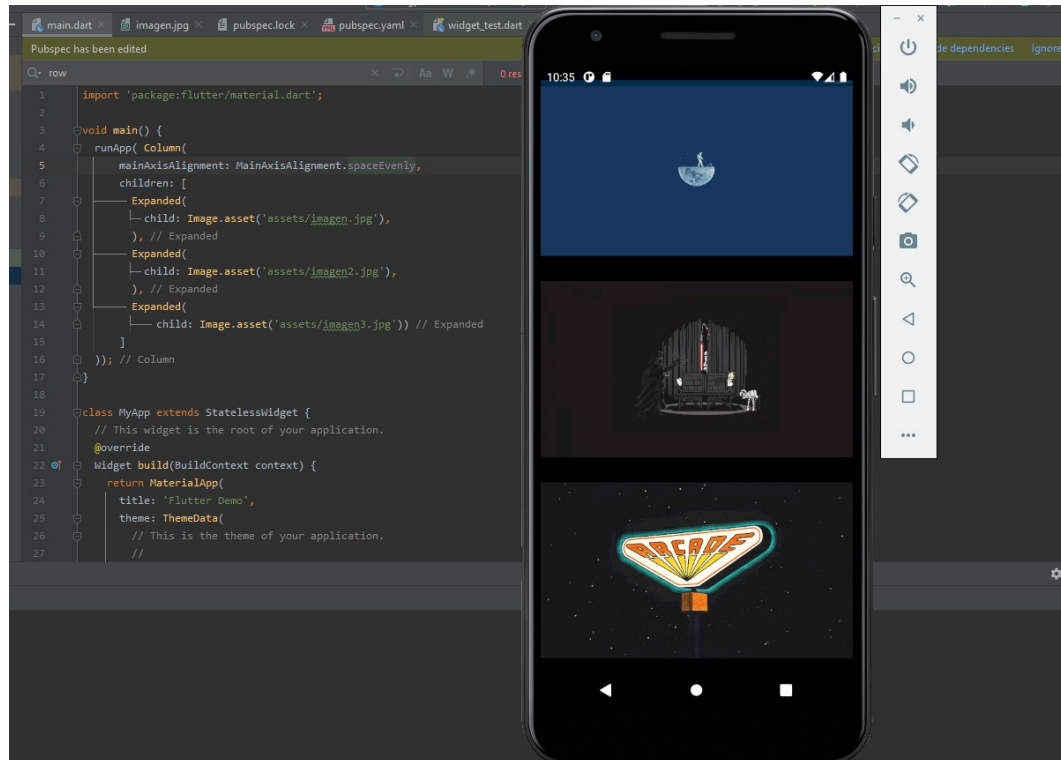 main.dart
imagen.jpg
pubspec.lock
pubspec.yaml
widget_test.dart
Pubspec has been edited
de dependencies
Ignore
row
Aa W .*
0 res
1 import 'package:flutter/material.dart';
2
3 void main() {
4 runApp( Column(
5 mainAxisAlignment: MainAxisAlignment.spaceEvenly,
6 children: [
7 Expanded(
8 child: Image.asset('assets/imagen.jpg'),
9 ), // Expanded
10 Expanded(
11 child: Image.asset('assets/imagen2.jpg'),
12 ), // Expanded
13 Expanded(
14 child: Image.asset('assets/imagen3.jpg')) // Expanded
15 ]
16 )); // Column
17 }
18
19 class MyApp extends StatelessWidget {
20 // This widget is the root of your application.
21 @override
22 Widget build(BuildContext context) {
23 return MaterialApp(
24 title: 'Flutter Demo',
25 theme: ThemeData(
26 // This is the theme of your application.
27 //
10:35
ARCADE